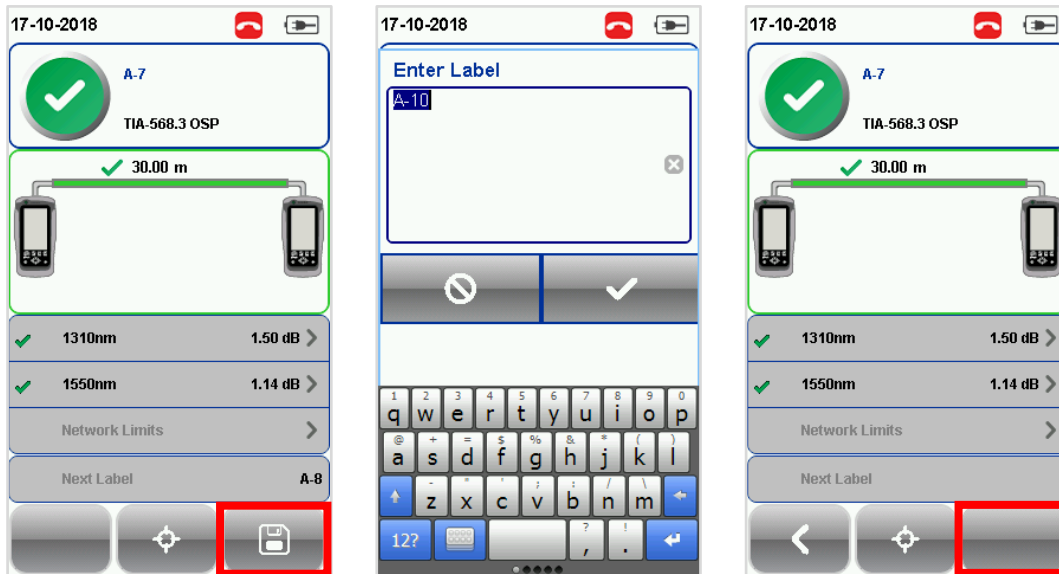 17-10-2018
A-7
TIA-568.3 OSP
30.00 m
1310nm 1.50 dB
1550nm 1.14 dB
Network Limits
Next Label A-8
17-10-2018
Enter Label
A-10
1 2 3 4 5 6 7 8 9 0
q w e r t y u i o p
@ + = $ % & * ( )
a s d f g h j k l
- " ' ; : / \
z x c v b n m
? !
12? , .
17-10-2018
A-7
TIA-568.3 OSP
30.00 m
1310nm 1.50 dB
1550nm 1.14 dB
Network Limits
Next Label